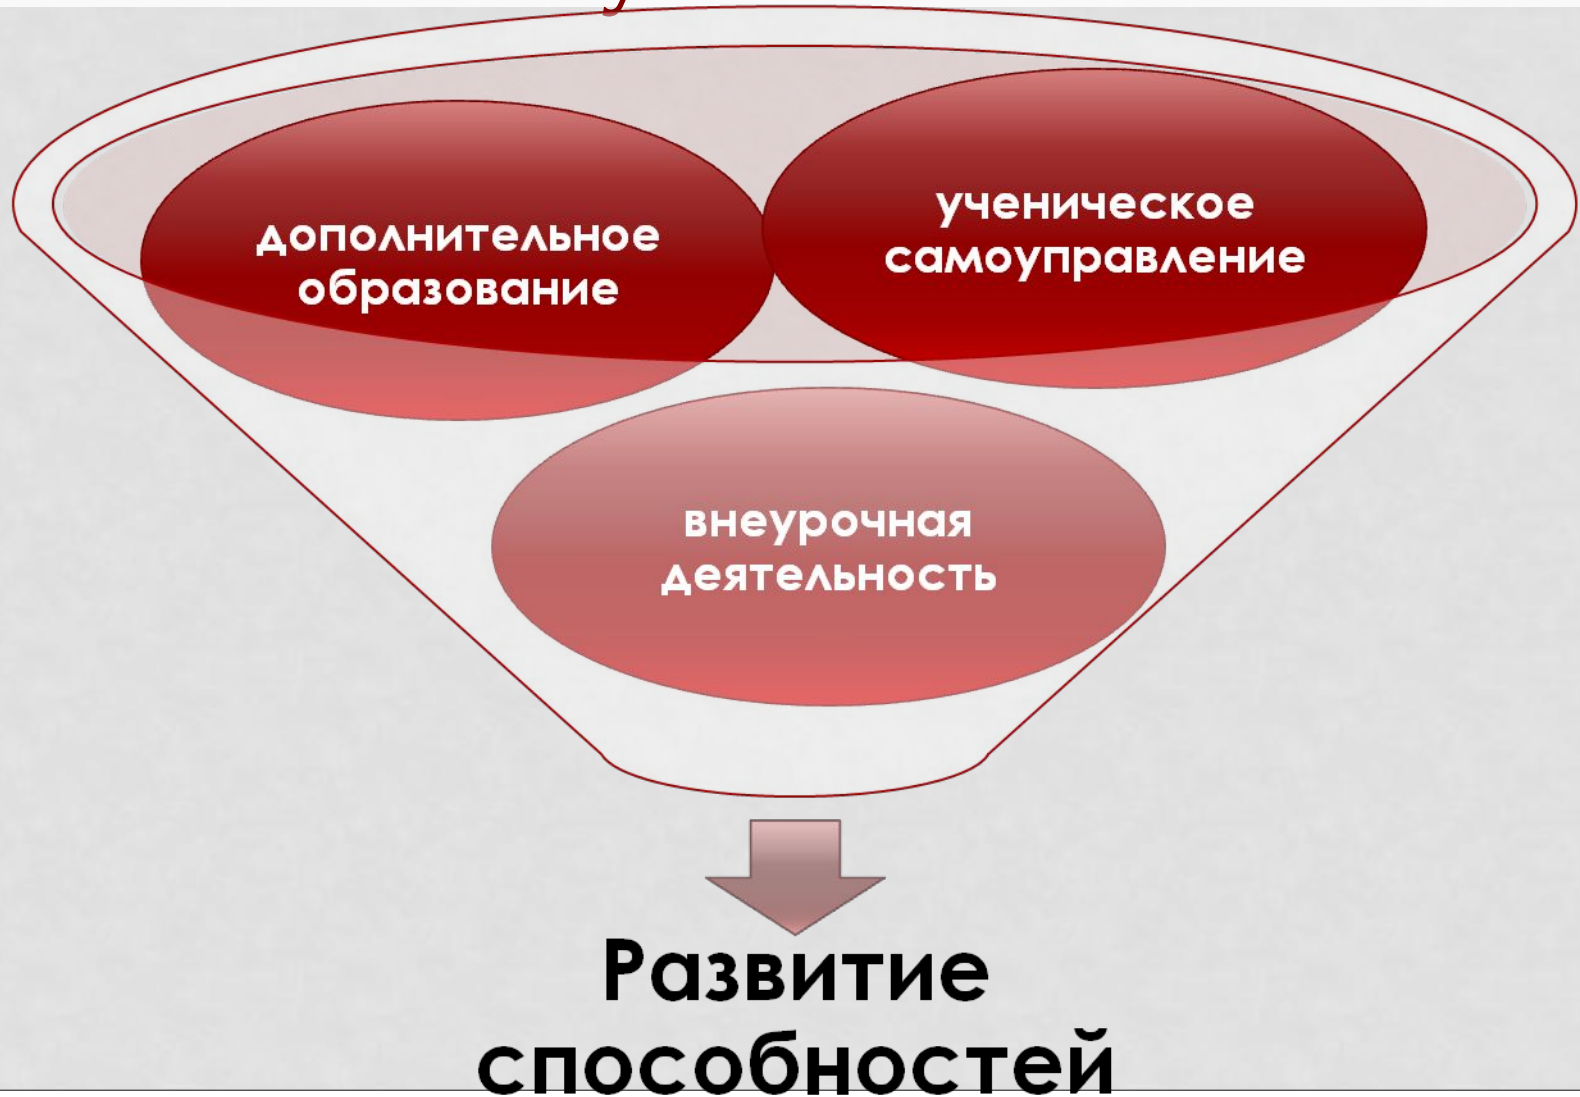 дополнительное
образование
ученическое
самоуправление
внеурочная
деятельность
Развитие
способностей